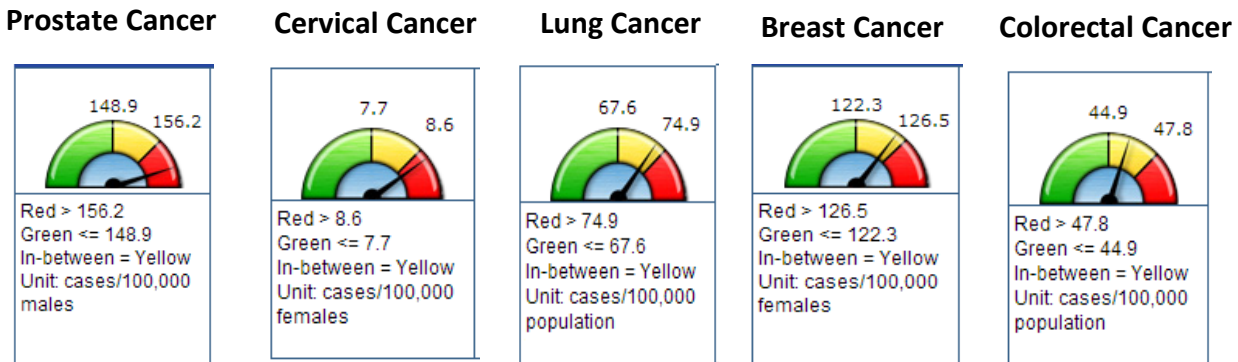 Prostate Cancer
148.9
156.2
Red > 156.2
Green <= 148.9
In-between = Yellow
Unit: cases/100,000
males
Cervical Cancer
7.7
8.6
Red > 8.6
Green <= 7.7
In-between = Yellow
Unit: cases/100,000
females
Lung Cancer
67.6
74.9
Red > 74.9
Green <= 67.6
In-between = Yellow
Unit: cases/100,000
population
Breast Cancer
122.3
126.5
Red > 126.5
Green <= 122.3
In-between = Yellow
Unit: cases/100,000
females
Colorectal Cancer
44.9
47.8
Red > 47.8
Green <= 44.9
In-between = Yellow
Unit: cases/100,000
population